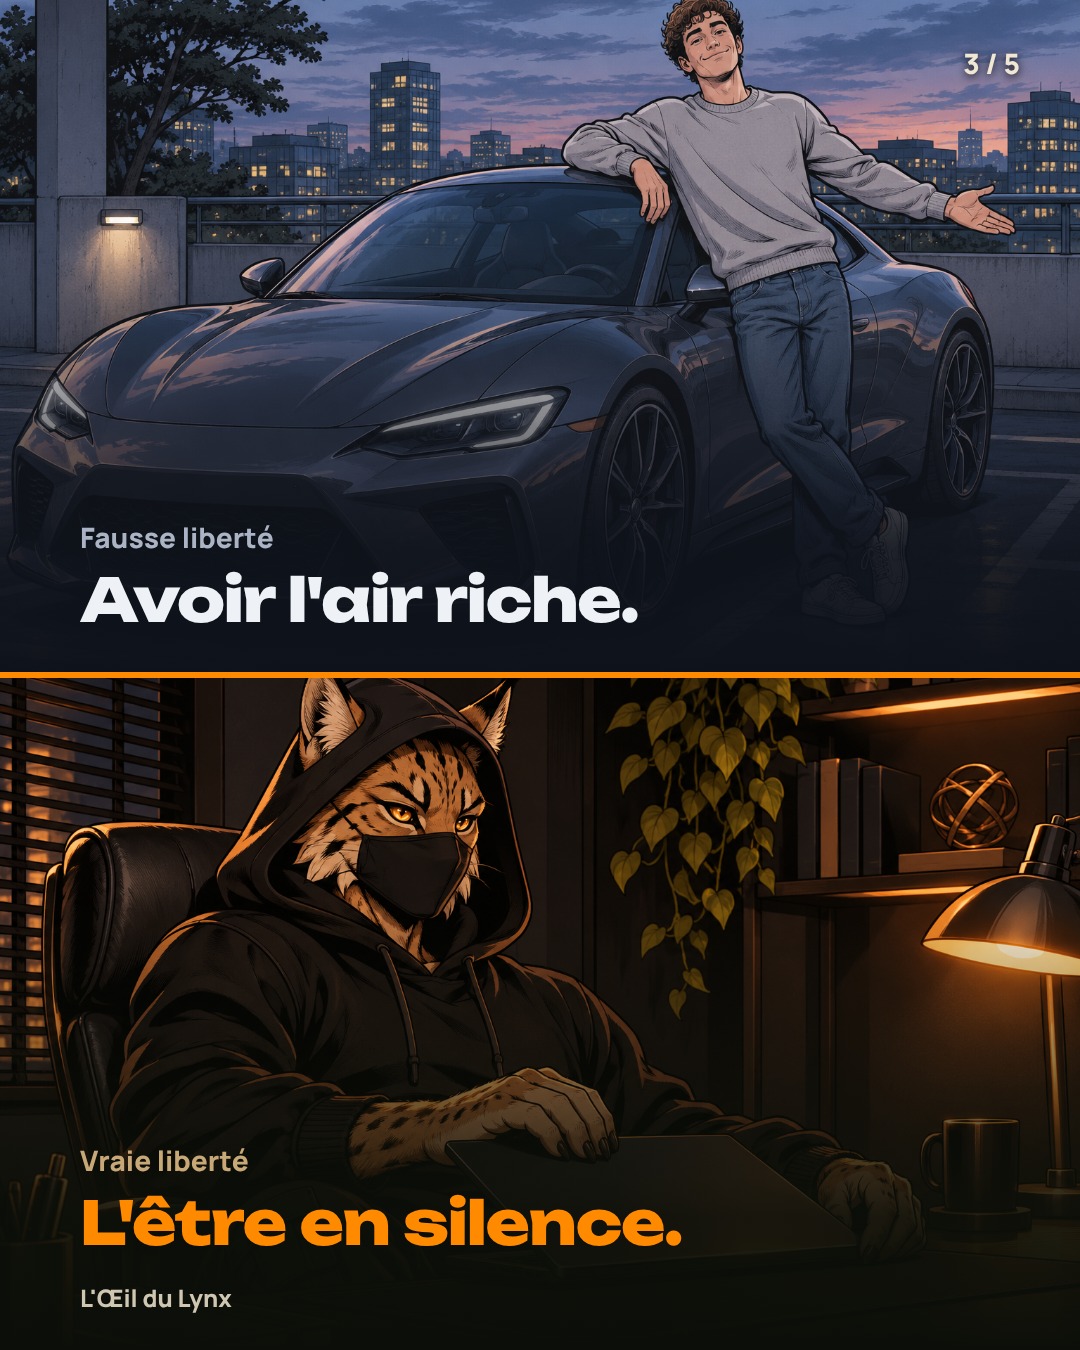 3 / 5
Fausse liberté
Avoir l'air riche.
Vraie liberté
L'être en silence.
L'Œil du Lynx